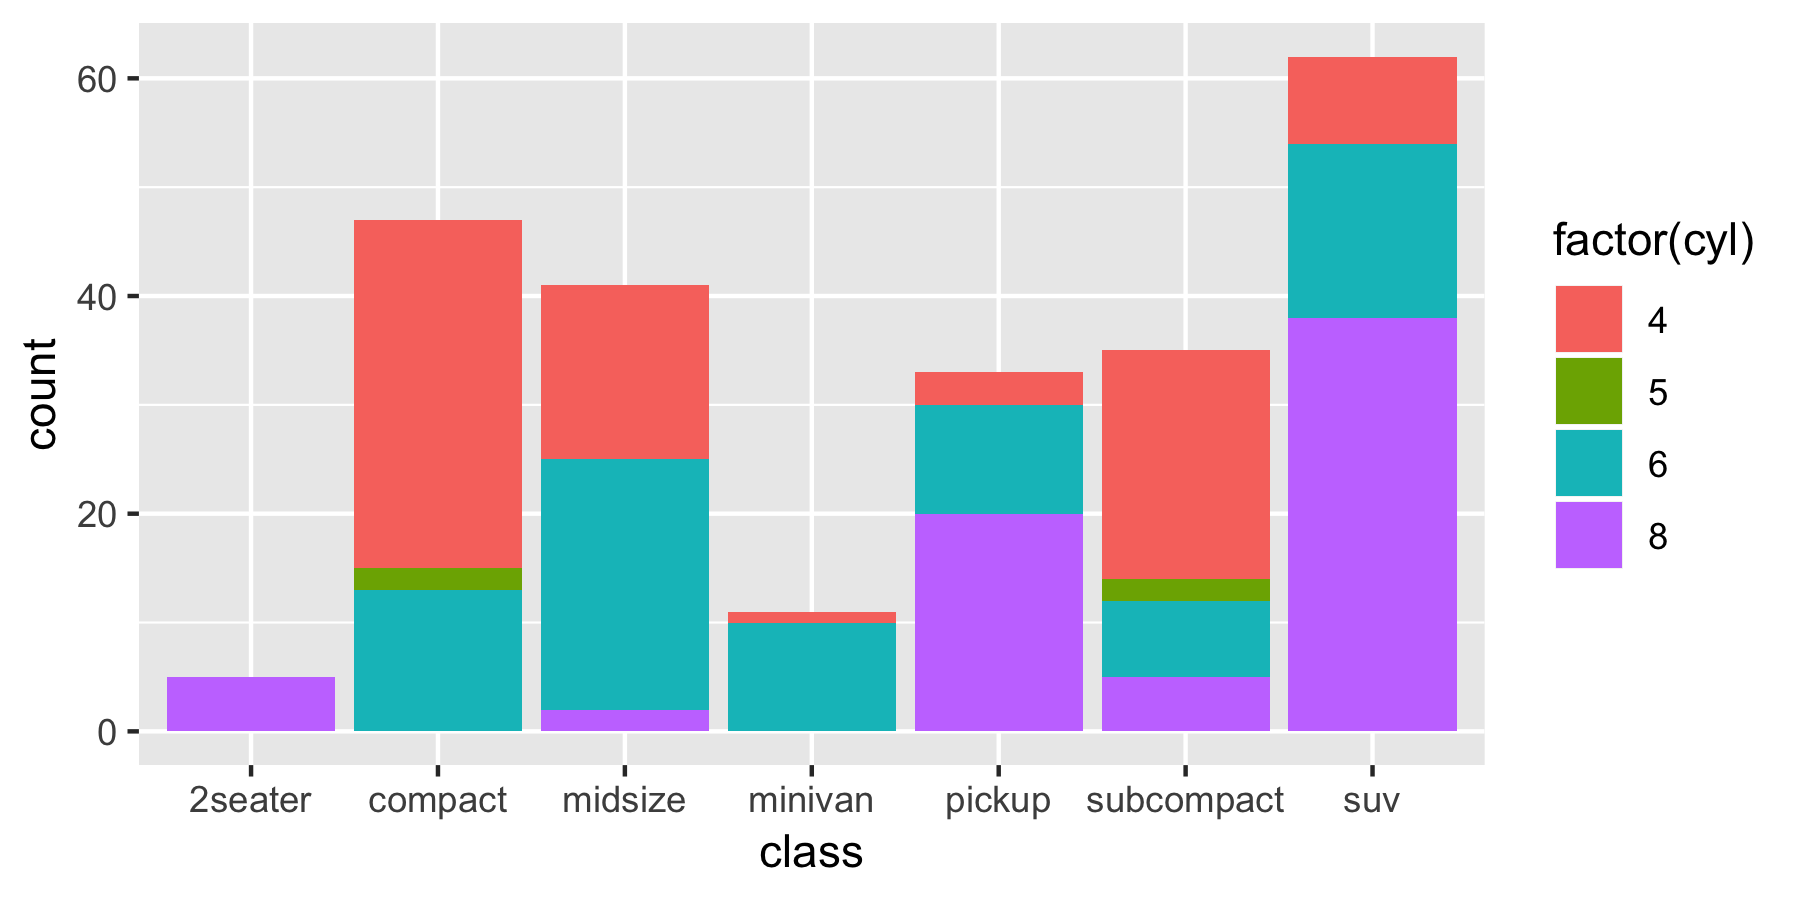 60
40
20
0
count
2seater compact midsize minivan pickup subcompact suv
class
factor(cyl)
4
5
6
8